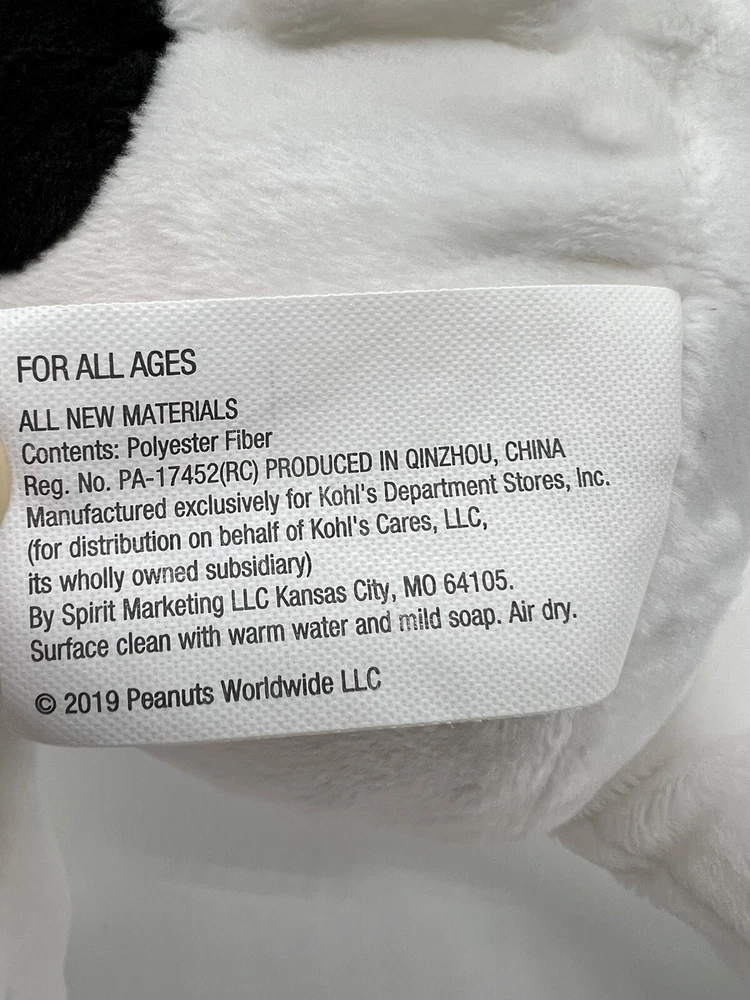 FOR ALL AGES
ALL NEW MATERIALS
Contents: Polyester Fiber
Reg. No. PA-17452(RC) PRODUCED IN QINZHOU, CHINA
Manufactured exclusively for Kohl's Department Stores, Inc.
(for distribution on behalf of Kohl's Cares, LLC,
its wholly owned subsidiary)
By Spirit Marketing LLC Kansas City, MO 64105.
Surface clean with warm water and mild soap. Air dry.
© 2019 Peanuts Worldwide LLC